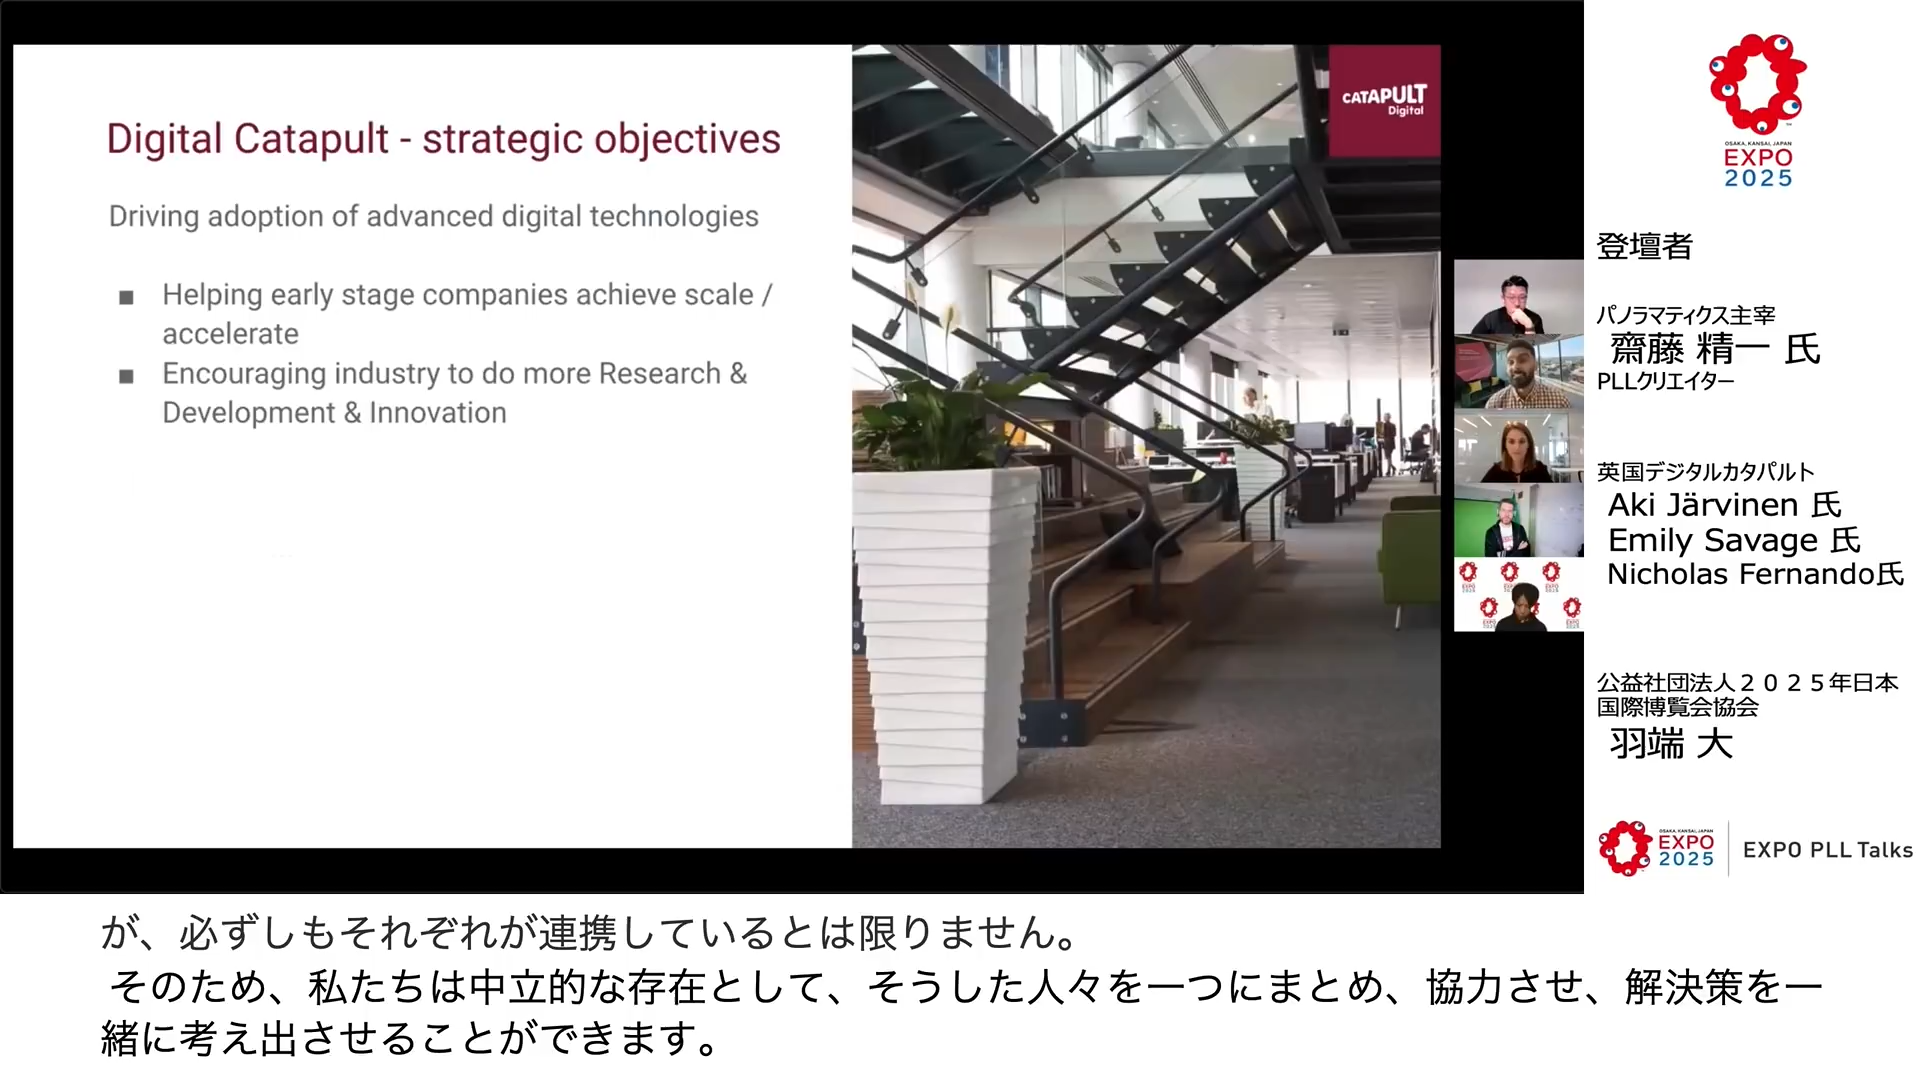 Digital Catapult - strategic objectives
Driving adoption of advanced digital technologies
■ Helping early stage companies achieve scale /
accelerate
■ Encouraging industry to do more Research &
Development & Innovation
CATAPULT
Digital
OSAKA, KANSAI, JAPAN
EXPO
2025
登壇者
パノラマティクス主宰
齋藤 精一 氏
PLLクリエイター
英国デジタルカタパルト
Aki Järvinen 氏
Emily Savage 氏
Nicholas Fernando氏
公益社団法人２０２５年日本
国際博覧会協会
羽端 大
OSAKA, KANSAI, JAPAN
EXPO
2025
EXPO PLL Talks
が、必ずしもそれぞれが連携しているとは限りません。
そのため、私たちは中立的な存在として、そうした人々を一つにまとめ、協力させ、解決策を一
緒に考え出させることができます。